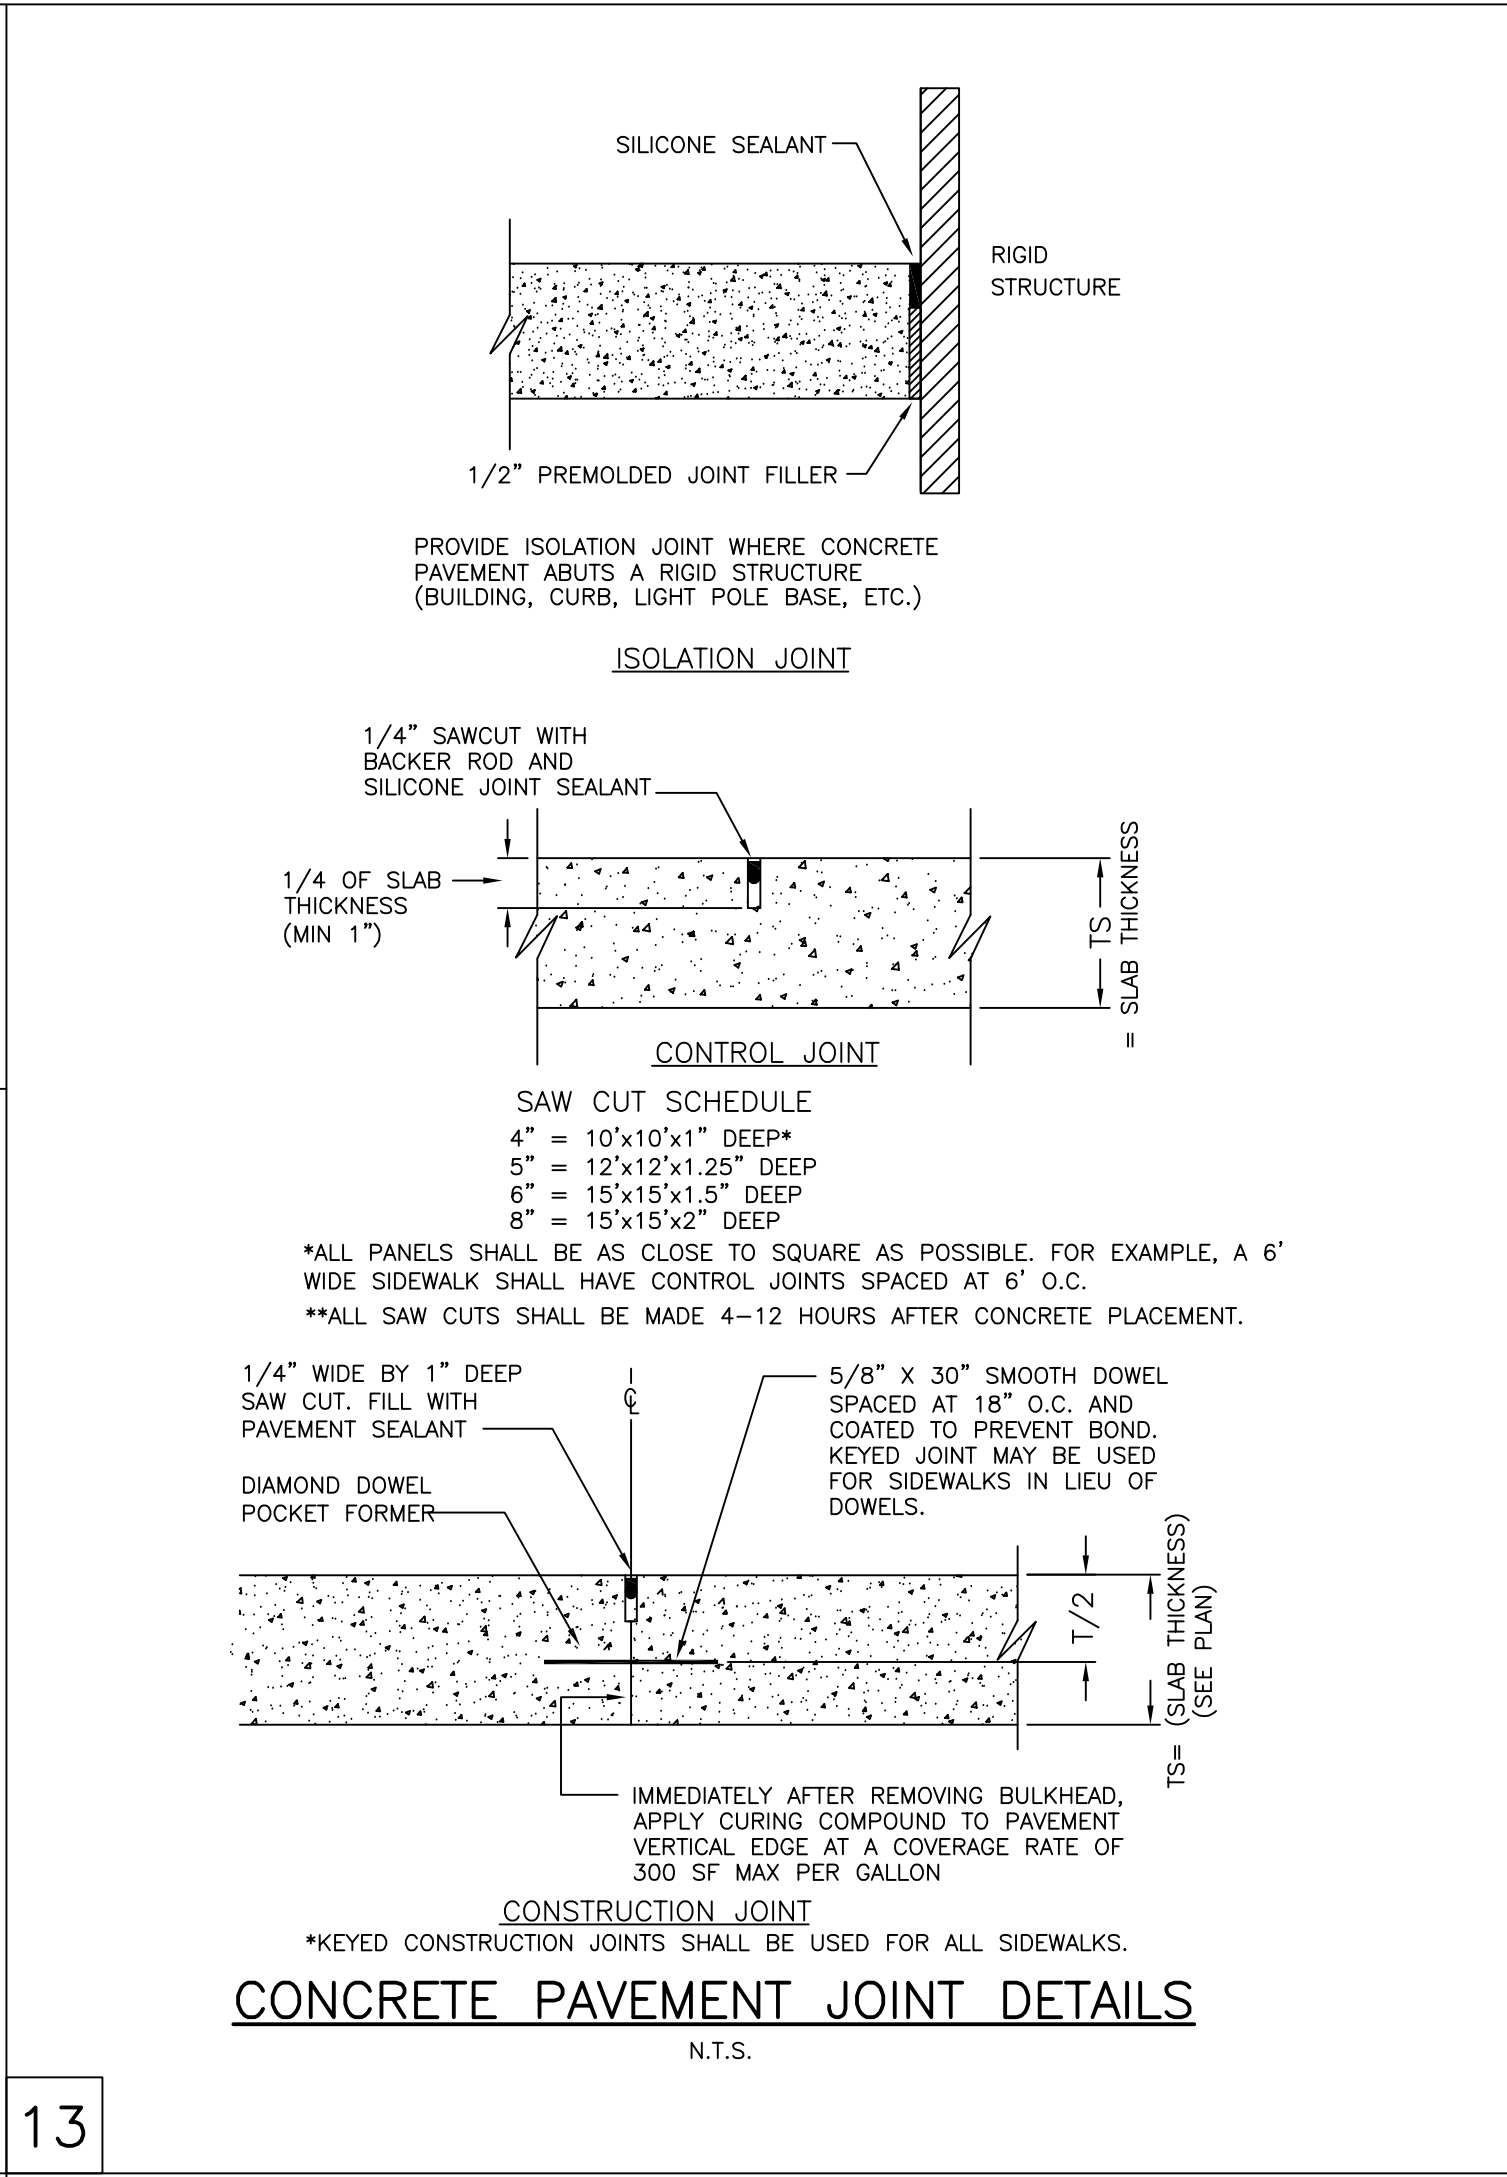 SILICONE SEALANT
RIGID
STRUCTURE
1/2” PREMOLDED JOINT FILLER
PROVIDE ISOLATION JOINT WHERE CONCRETE
PAVEMENT ABUTS A RIGID STRUCTURE
(BUILDING, CURB, LIGHT POLE BASE, ETC.)
ISOLATION JOINT
1/4” SAWCUT WITH
BACKER ROD AND
SILICONE JOINT SEALANT
1/4 OF SLAB
THICKNESS
(MIN 1”)
TS
= SLAB THICKNESS
CONTROL JOINT
SAW CUT SCHEDULE
4” = 10’x10’x1” DEEP*
5” = 12’x12’x1.25” DEEP
6” = 15’x15’x1.5” DEEP
8” = 15’x15’x2” DEEP
*ALL PANELS SHALL BE AS CLOSE TO SQUARE AS POSSIBLE. FOR EXAMPLE, A 6’
WIDE SIDEWALK SHALL HAVE CONTROL JOINTS SPACED AT 6’ O.C.
**ALL SAW CUTS SHALL BE MADE 4–12 HOURS AFTER CONCRETE PLACEMENT.
1/4” WIDE BY 1” DEEP
SAW CUT. FILL WITH
PAVEMENT SEALANT
DIAMOND DOWEL
POCKET FORMER
℄
5/8” X 30” SMOOTH DOWEL
SPACED AT 18” O.C. AND
COATED TO PREVENT BOND.
KEYED JOINT MAY BE USED
FOR SIDEWALKS IN LIEU OF
DOWELS.
T/2
TS= (SLAB THICKNESS)
(SEE PLAN)
IMMEDIATELY AFTER REMOVING BULKHEAD,
APPLY CURING COMPOUND TO PAVEMENT
VERTICAL EDGE AT A COVERAGE RATE OF
300 SF MAX PER GALLON
CONSTRUCTION JOINT
*KEYED CONSTRUCTION JOINTS SHALL BE USED FOR ALL SIDEWALKS.
CONCRETE PAVEMENT JOINT DETAILS
N.T.S.
13